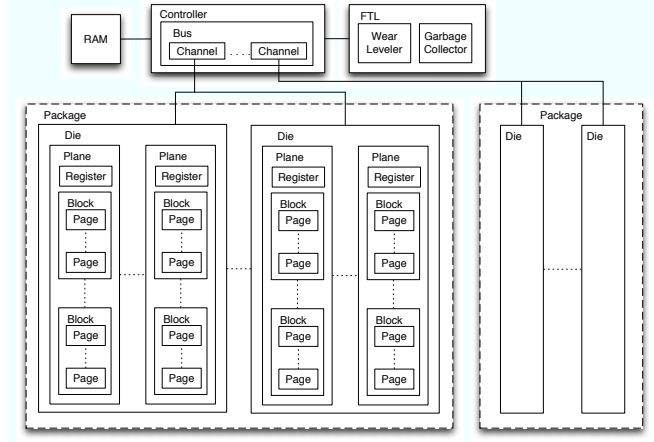 Controller
FTL
RAM
Bus
Channel
Channel
Wear
Leveler
Garbage
Collector
Package
Die
Plane
Register
Block
Page
Page
Block
Page
Page
Plane
Register
Block
Page
Page
Block
Page
Page
Die
Plane
Register
Block
Page
Page
Block
Page
Page
Plane
Register
Block
Page
Page
Block
Page
Page
Package
Die
Die